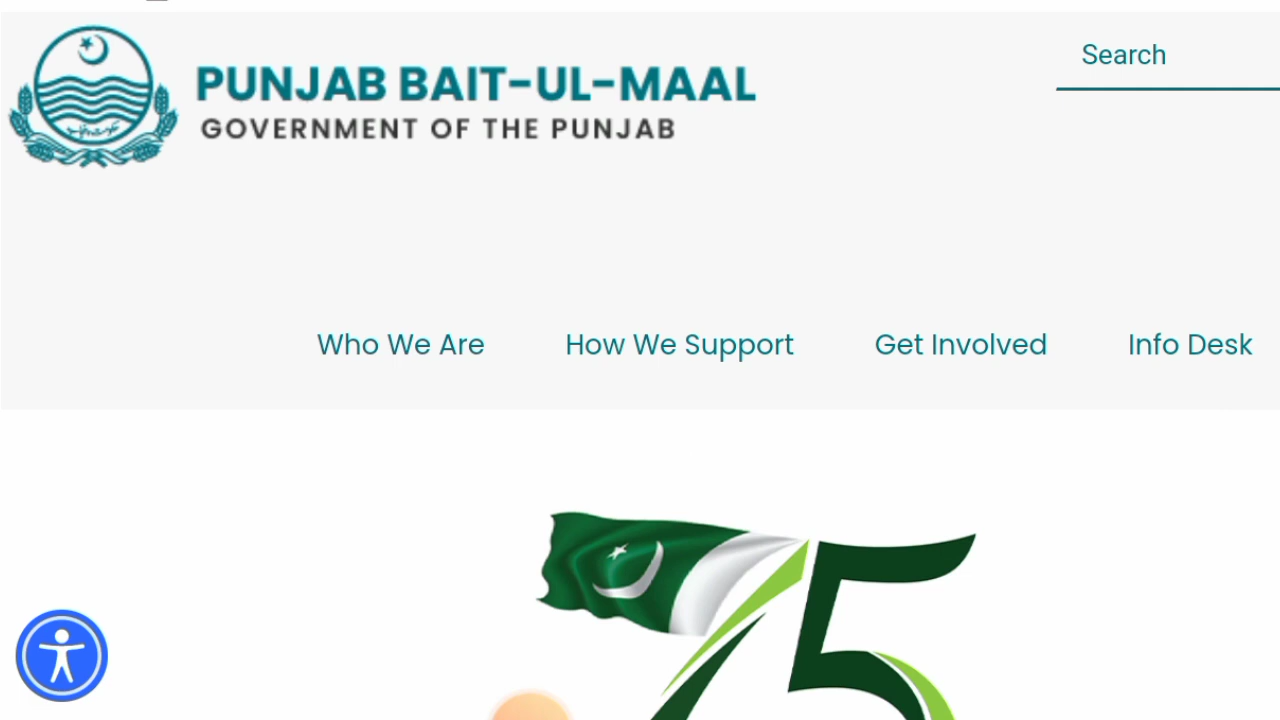 PUNJAB BAIT-UL-MAAL
GOVERNMENT OF THE PUNJAB
Search
Who We Are
How We Support
Get Involved
Info Desk
75